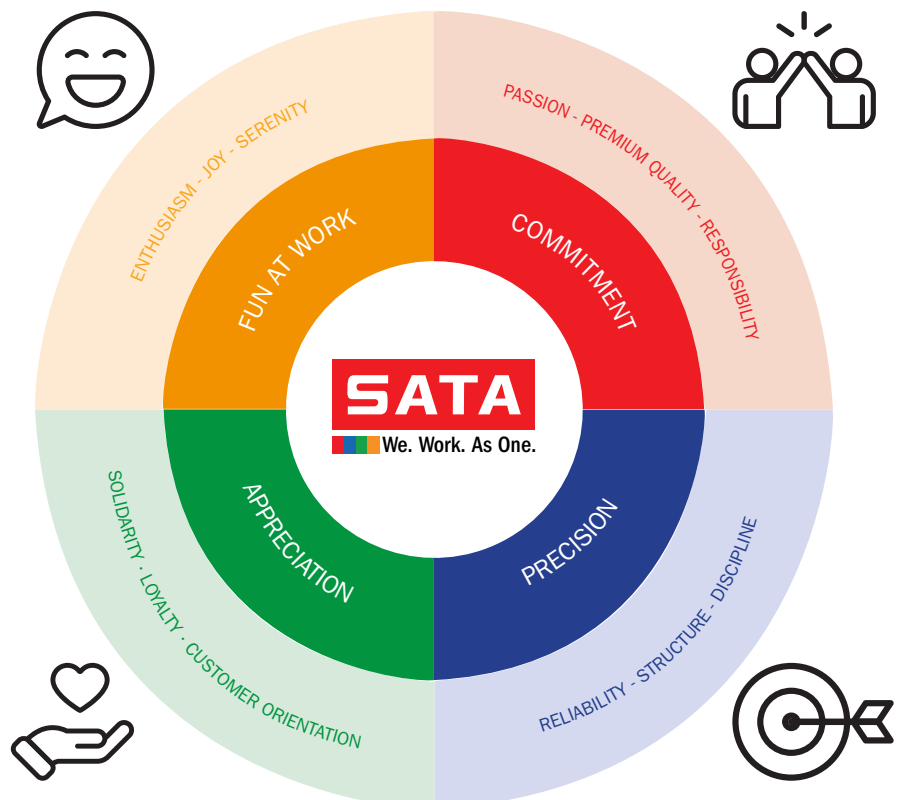 ENTHUSIASM - JOY - SERENITY
PASSION - PREMIUM QUALITY - RESPONSIBILITY
FUN AT WORK
COMMITMENT
SATA
We. Work. As One.
APPRECIATION
PRECISION
SOLIDARITY · LOYALTY · CUSTOMER ORIENTATION
RELIABILITY - STRUCTURE - DISCIPLINE